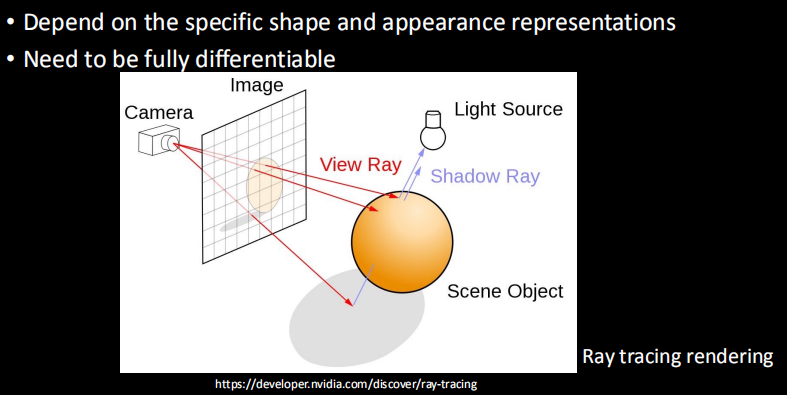 • Depend on the specific shape and appearance representations
• Need to be fully differentiable
Image
Camera
Light Source
View Ray
Shadow Ray
Scene Object
Ray tracing rendering
https://developer.nvidia.com/discover/ray-tracing